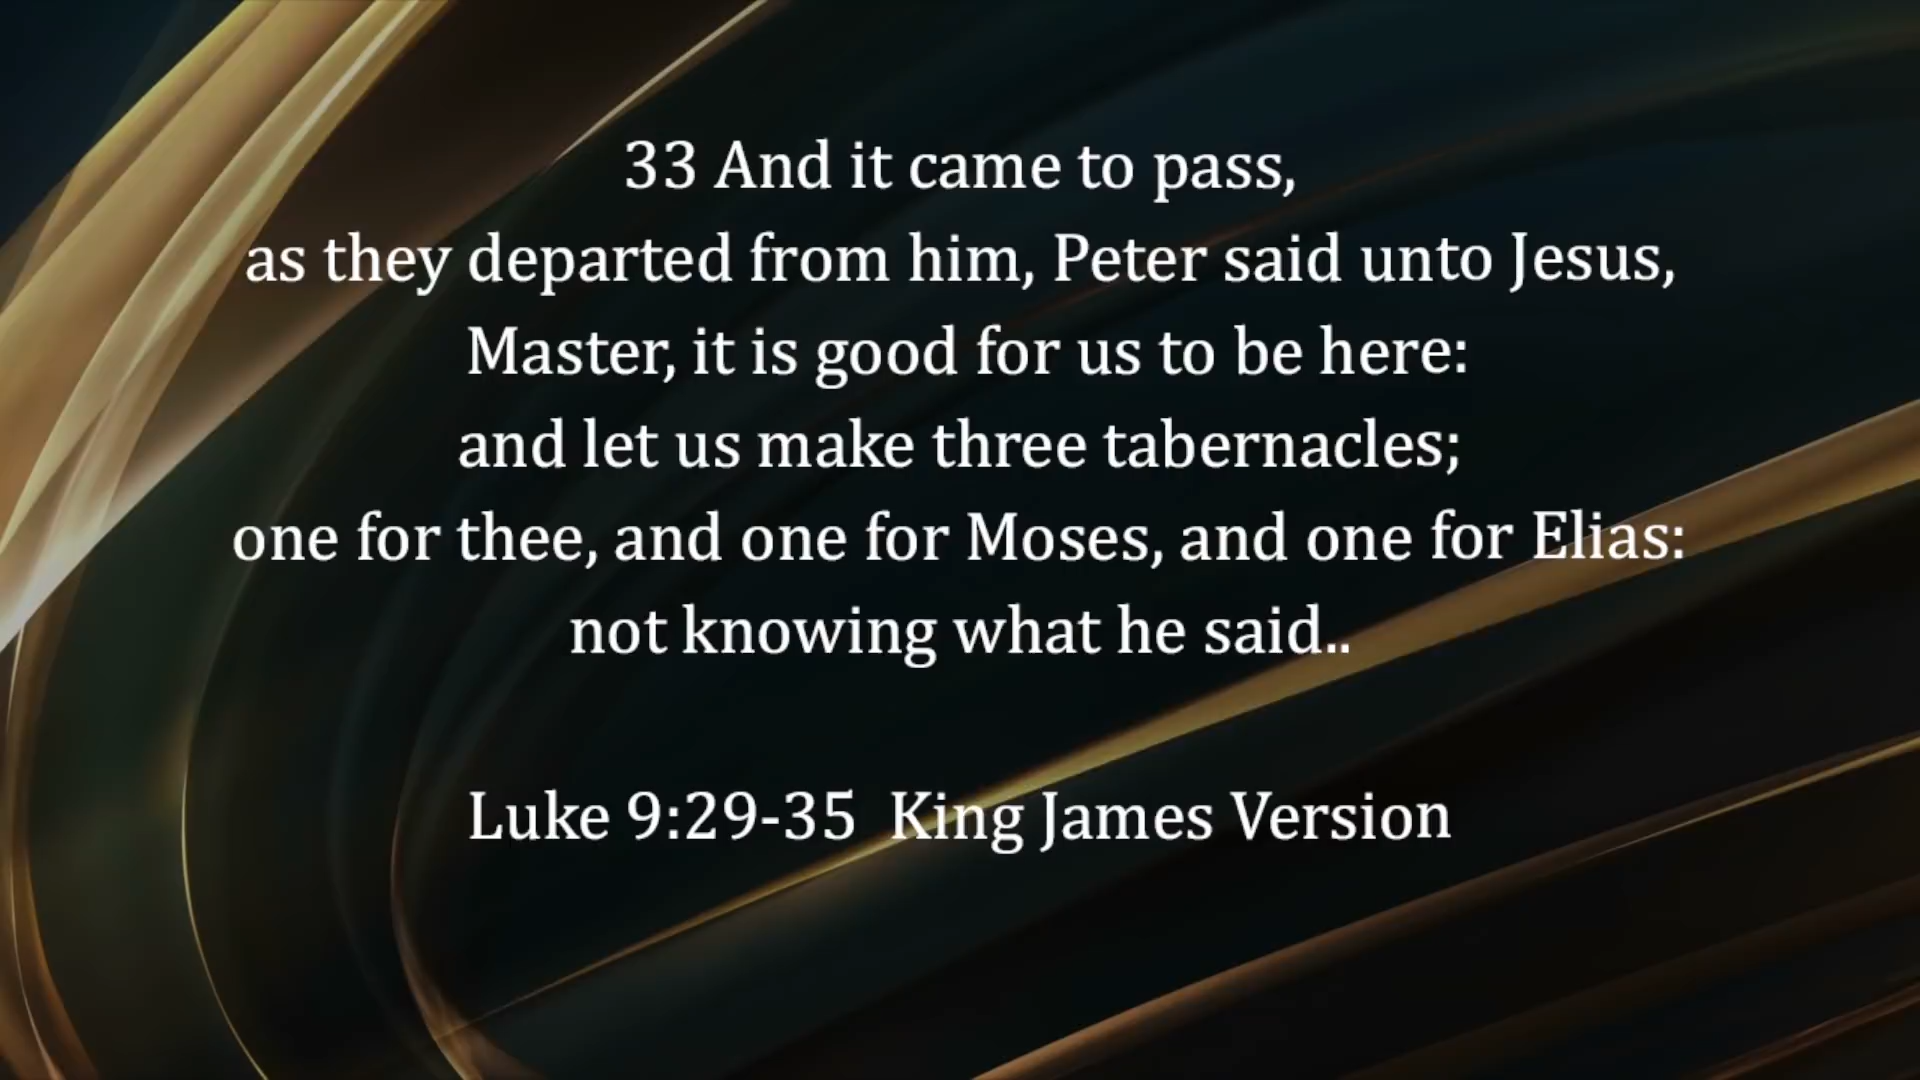 33 And it came to pass,
as they departed from him, Peter said unto Jesus,
Master, it is good for us to be here:
and let us make three tabernacles;
one for thee, and one for Moses, and one for Elias:
not knowing what he said..
Luke 9:29-35  King James Version